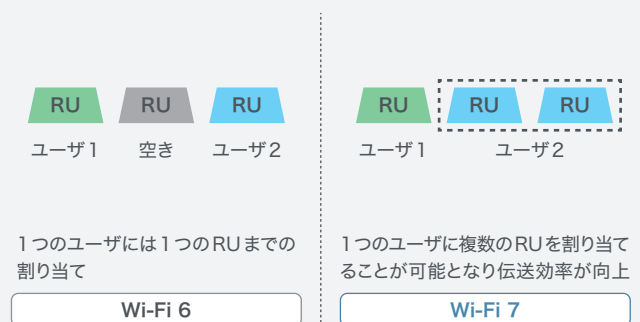 RU RU RU
ユーザ1 空き ユーザ2
1つのユーザには1つのRUまでの
割り当て
Wi-Fi 6
RU RU RU
ユーザ1 ユーザ2
1つのユーザに複数のRUを割り当て
ることが可能となり伝送効率が向上
Wi-Fi 7